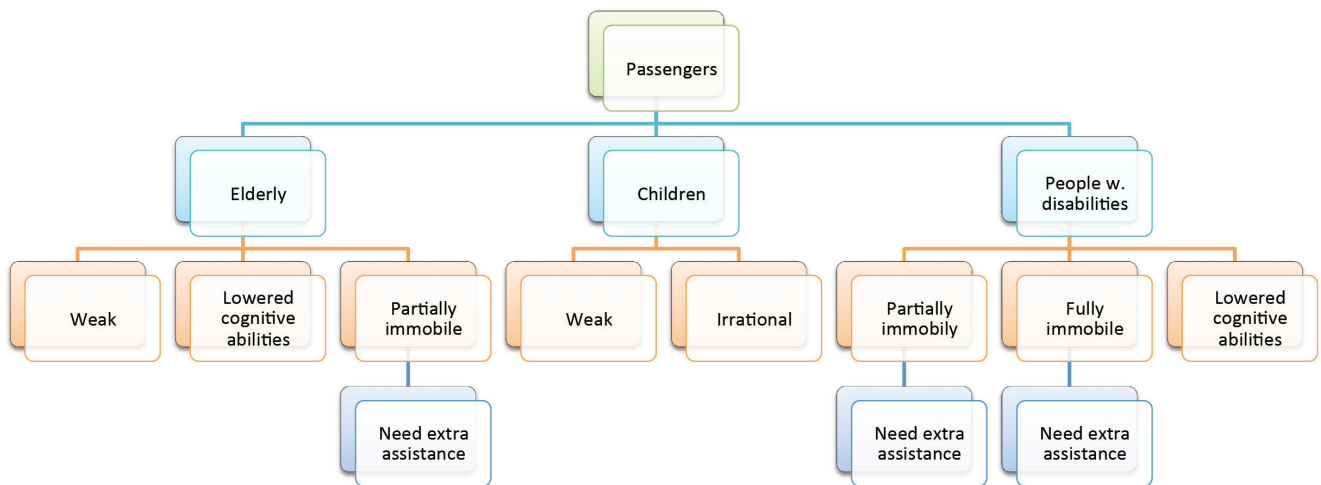 Passengers
Elderly
Children
People w.
disabilities
Weak
Lowered
cognitive
abilities
Partially
immobile
Weak
Irrational
Partially
immobily
Fully
immobile
Lowered
cognitive
abilities
Need extra
assistance
Need extra
assistance
Need extra
assistance